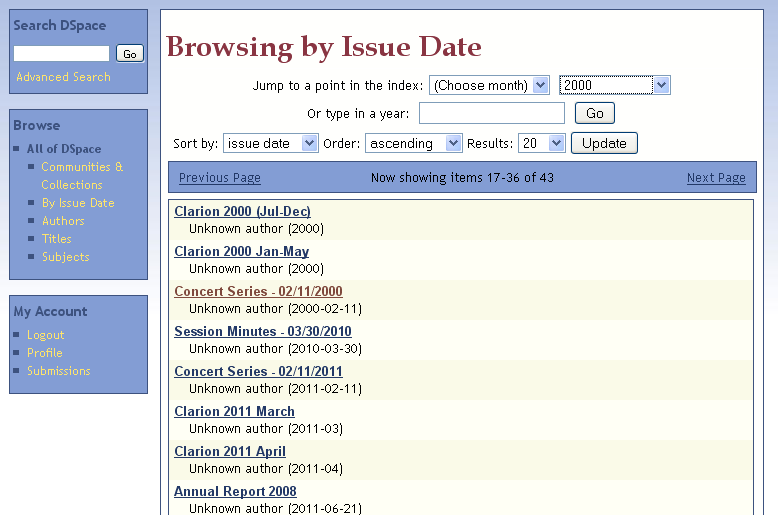 Search DSpace
Go
Advanced Search
Browse
All of DSpace
Communities &
Collections
By Issue Date
Authors
Titles
Subjects
My Account
Logout
Profile
Submissions
Browsing by Issue Date
Jump to a point in the index: (Choose month) 2000
Or type in a year: Go
Sort by: issue date Order: ascending Results: 20 Update
Previous Page Now showing items 17-36 of 43 Next Page
Clarion 2000 (Jul-Dec)
Unknown author (2000)
Clarion 2000 Jan-May
Unknown author (2000)
Concert Series - 02/11/2000
Unknown author (2000-02-11)
Session Minutes - 03/30/2010
Unknown author (2010-03-30)
Concert Series - 02/11/2011
Unknown author (2011-02-11)
Clarion 2011 March
Unknown author (2011-03)
Clarion 2011 April
Unknown author (2011-04)
Annual Report 2008
Unknown author (2011-06-21)